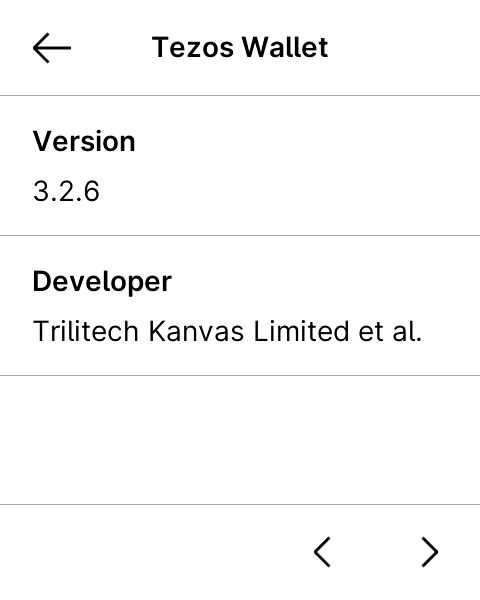 Tezos Wallet
Version
3.2.6
Developer
Trilitech Kanvas Limited et al.